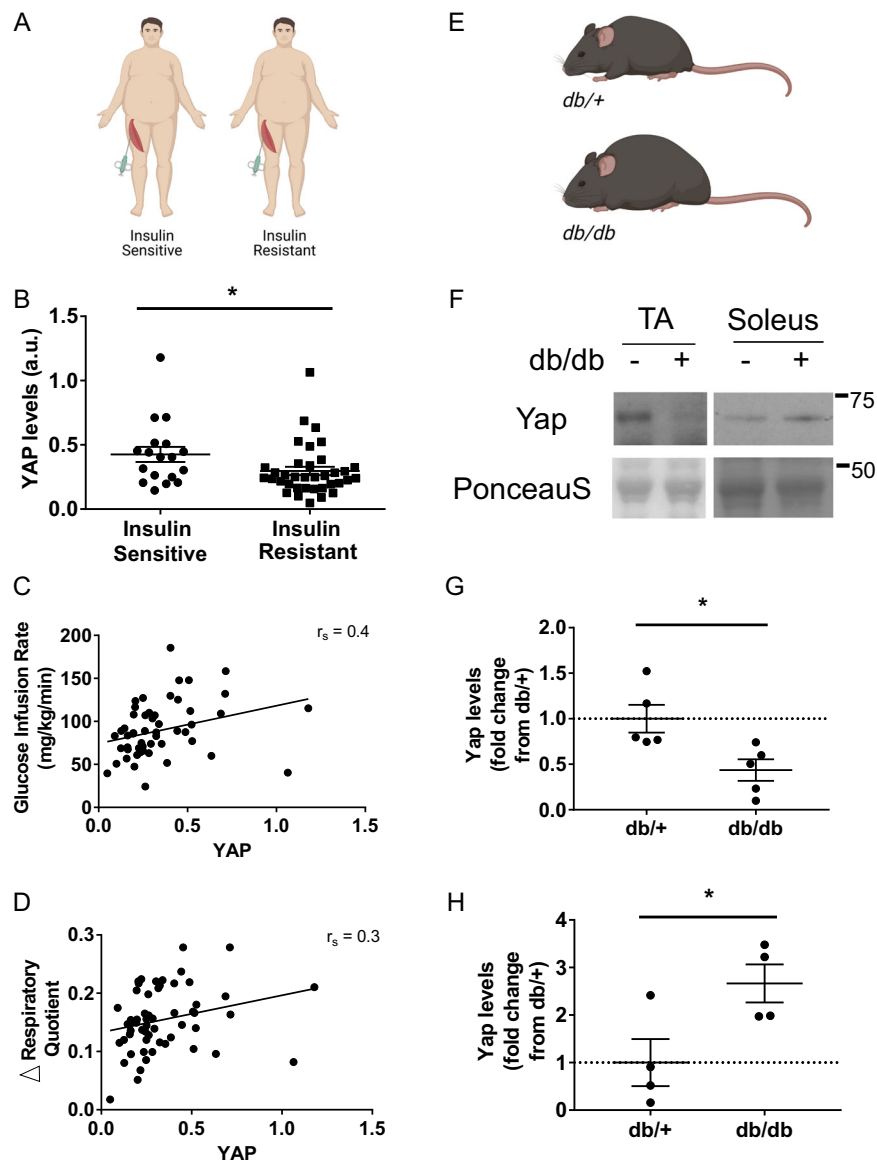 A
Insulin
Sensitive
Insulin
Resistant
B
*
YAP levels (a.u.)
1.5
1.0
0.5
0.0
Insulin
Sensitive
Insulin
Resistant
C
rs = 0.4
Glucose Infusion Rate
(mg/kg/min)
200
150
100
50
0
0.0 0.5 1.0 1.5
YAP
D
rs = 0.3
△ Respiratory
Quotient
0.3
0.2
0.1
0.0
0.0 0.5 1.0 1.5
YAP
E
db/+
db/db
F
TA Soleus
db/db - + - +
Yap
75
PonceauS
50
G
*
Yap levels
(fold change
from db/+)
2.0
1.5
1.0
0.5
0.0
db/+ db/db
H
*
Yap levels
(fold change
from db/+)
4
3
2
1
0
db/+ db/db